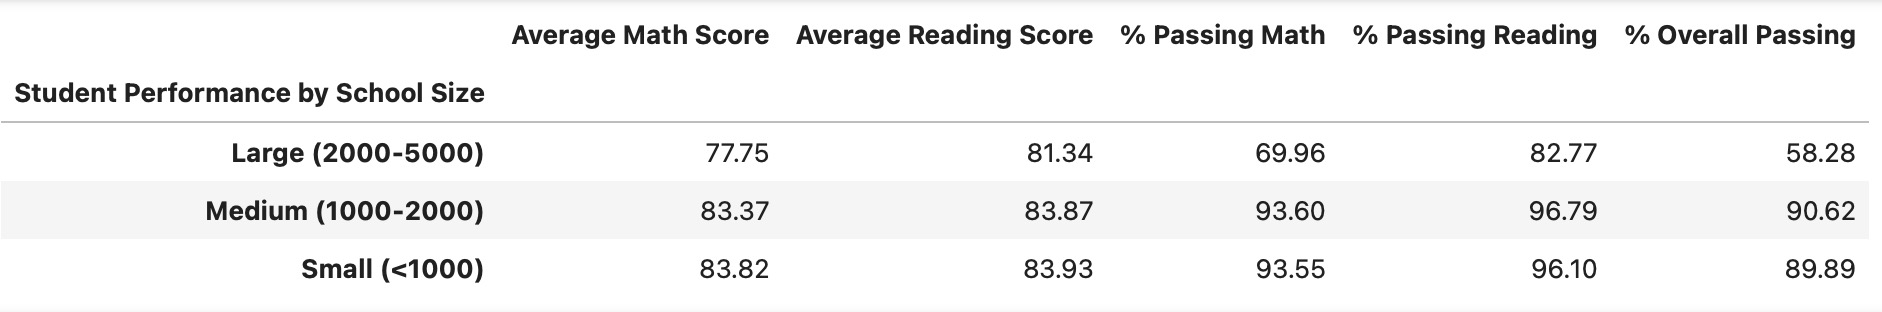 Average Math Score Average Reading Score % Passing Math % Passing Reading % Overall Passing
Student Performance by School Size
Large (2000-5000) 77.75 81.34 69.96 82.77 58.28
Medium (1000-2000) 83.37 83.87 93.60 96.79 90.62
Small (<1000) 83.82 83.93 93.55 96.10 89.89